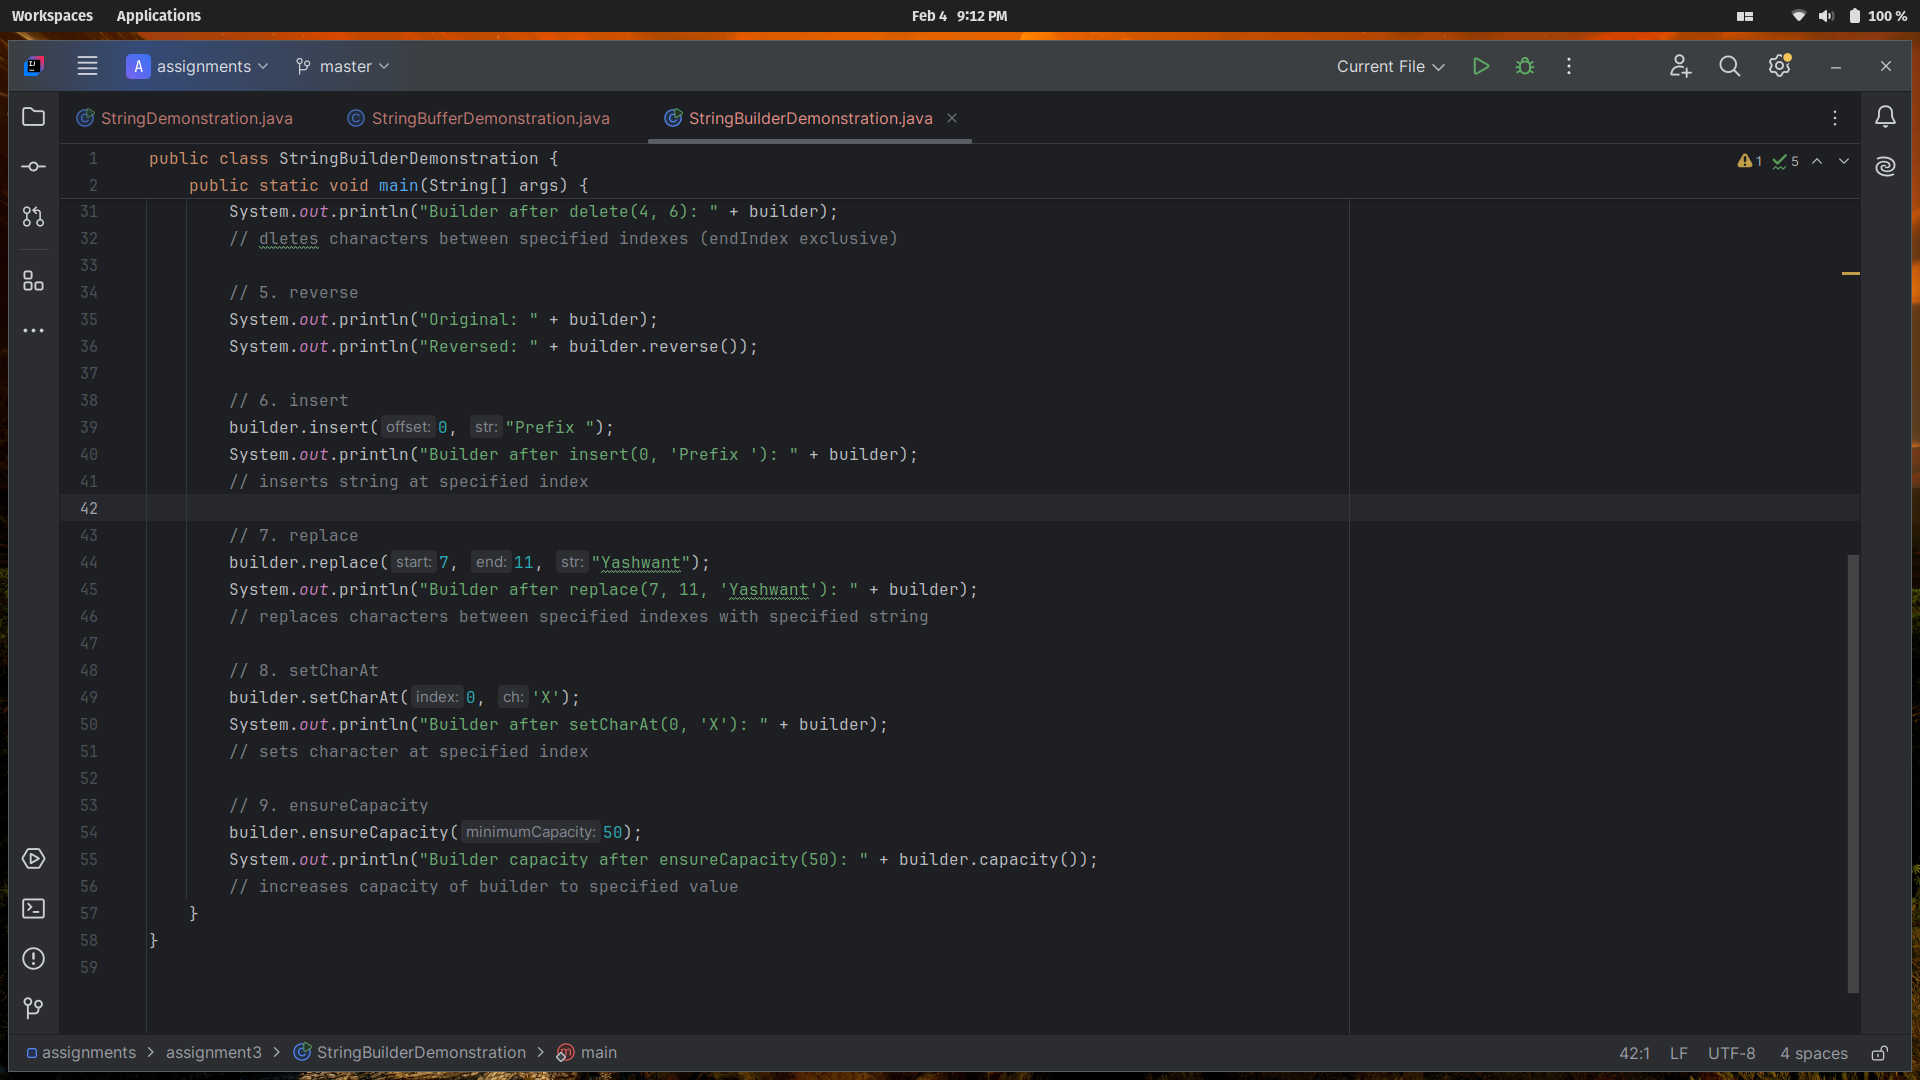 Workspaces Applications Feb 4 9:12 PM 100 %
A assignments master Current File
StringDemonstration.java StringBufferDemonstration.java StringBuilderDemonstration.java
1 public class StringBuilderDemonstration {
2 public static void main(String[] args) {
1 5
31 System.out.println("Builder after delete(4, 6): " + builder);
32 // dletes characters between specified indexes (endIndex exclusive)
33
34 // 5. reverse
35 System.out.println("Original: " + builder);
36 System.out.println("Reversed: " + builder.reverse());
37
38 // 6. insert
39 builder.insert( offset: 0, str: "Prefix ");
40 System.out.println("Builder after insert(0, 'Prefix '): " + builder);
41 // inserts string at specified index
42
43 // 7. replace
44 builder.replace( start: 7, end: 11, str: "Yashwant");
45 System.out.println("Builder after replace(7, 11, 'Yashwant'): " + builder);
46 // replaces characters between specified indexes with specified string
47
48 // 8. setCharAt
49 builder.setCharAt( index: 0, ch: 'X');
50 System.out.println("Builder after setCharAt(0, 'X'): " + builder);
51 // sets character at specified index
52
53 // 9. ensureCapacity
54 builder.ensureCapacity( minimumCapacity: 50);
55 System.out.println("Builder capacity after ensureCapacity(50): " + builder.capacity());
56 // increases capacity of builder to specified value
57 }
58 }
59
assignments > assignment3 > StringBuilderDemonstration > main 42:1 LF UTF-8 4 spaces